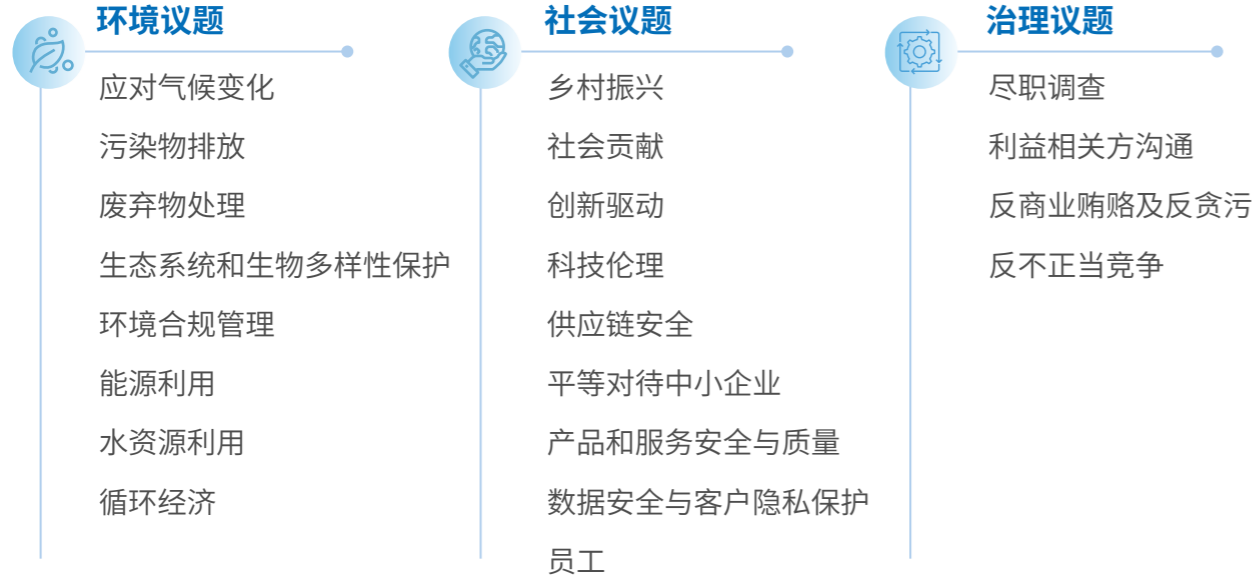 环境议题
应对气候变化
污染物排放
废弃物处理
生态系统和生物多样性保护
环境合规管理
能源利用
水资源利用
循环经济
社会议题
乡村振兴
社会贡献
创新驱动
科技伦理
供应链安全
平等对待中小企业
产品和服务安全与质量
数据安全与客户隐私保护
员工
治理议题
尽职调查
利益相关方沟通
反商业贿赂及反贪污
反不正当竞争